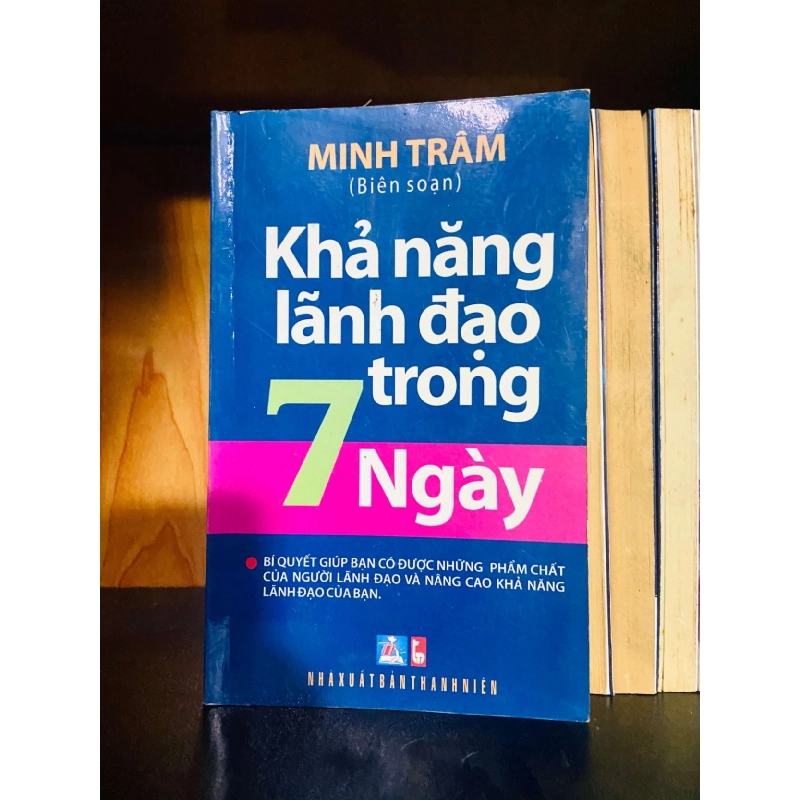 MINH TRÂM
(Biên soạn)
Khả năng
lãnh đạo
trong
7 Ngày
BÍ QUYẾT GIÚP BẠN CÓ ĐƯỢC NHỮNG PHẨM CHẤT
CỦA NGƯỜI LÃNH ĐẠO VÀ NÂNG CAO KHẢ NĂNG
LÃNH ĐẠO CỦA BẠN.
NHÀ XUẤT BẢN THANH NIÊN